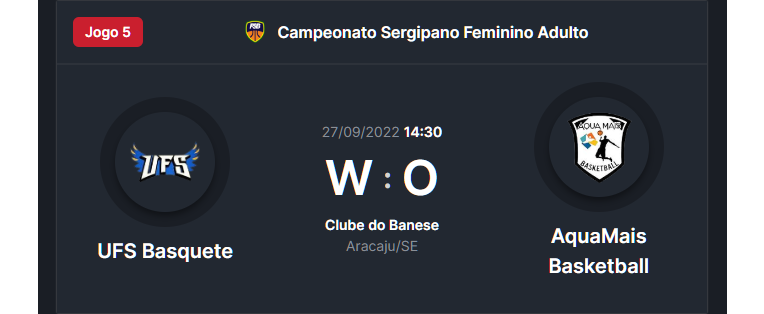 Jogo 5
FSB
Campeonato Sergipano Feminino Adulto
27/09/2022 14:30
W : O
Clube do Banese
Aracaju/SE
UFS
UFS Basquete
AQUA MAIS
BASKETBALL
AquaMais
Basketball